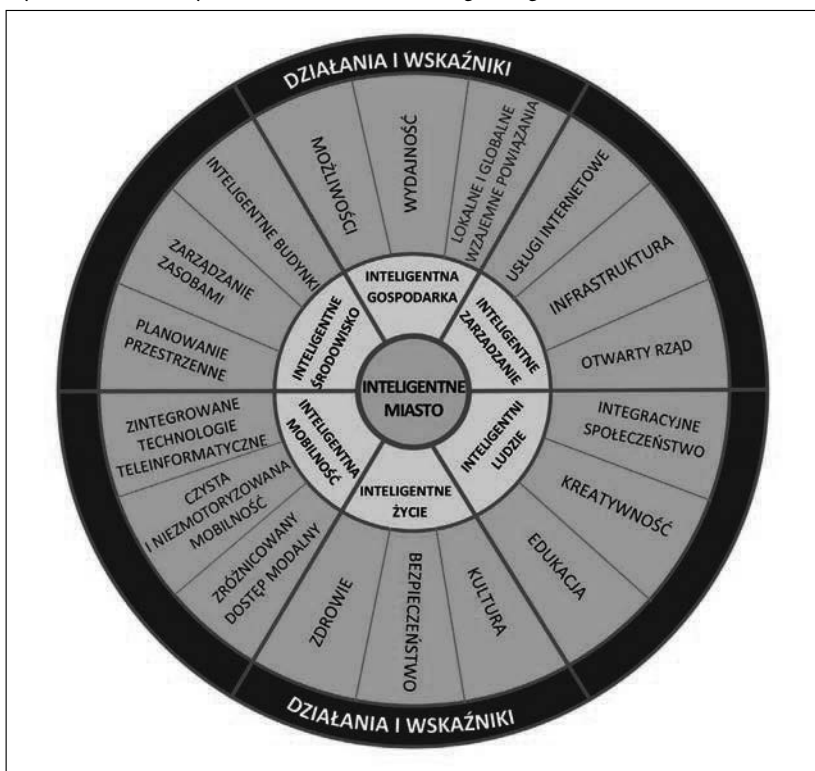 DZIAŁANIA I WSKAŹNIKI
MOŻLIWOŚCI
WYDAJNOŚĆ
LOKALNE I GLOBALNE
WZAJEMNE POWIĄZANIA
USŁUGI INTERNETOWE
INFRASTRUKTURA
OTWARTY RZĄD
INTEGRACYJNE
SPOŁECZEŃSTWO
KREATYWNOŚĆ
EDUKACJA
KULTURA
BEZPIECZEŃSTWO
ZDROWIE
ZRÓŻNICOWANY
DOSTĘP MODALNY
CZYSTA
I NIEZMOTORYZOWANA
MOBILNOŚĆ
ZINTEGROWANE
TECHNOLOGIE
TELEINFORMATYCZNE
PLANOWANIE
PRZESTRZENNE
ZARZĄDZANIE
ZASOBAMI
INTELIGENTNE BUDYNKI
INTELIGENTNA
GOSPODARKA
INTELIGENTNE
ZARZĄDZANIE
INTELIGENTNI
LUDZIE
INTELIGENTNE
ŻYCIE
INTELIGENTNA
MOBILNOŚĆ
INTELIGENTNE
ŚRODOWISKO
INTELIGENTNE
MIASTO
DZIAŁANIA I WSKAŹNIKI